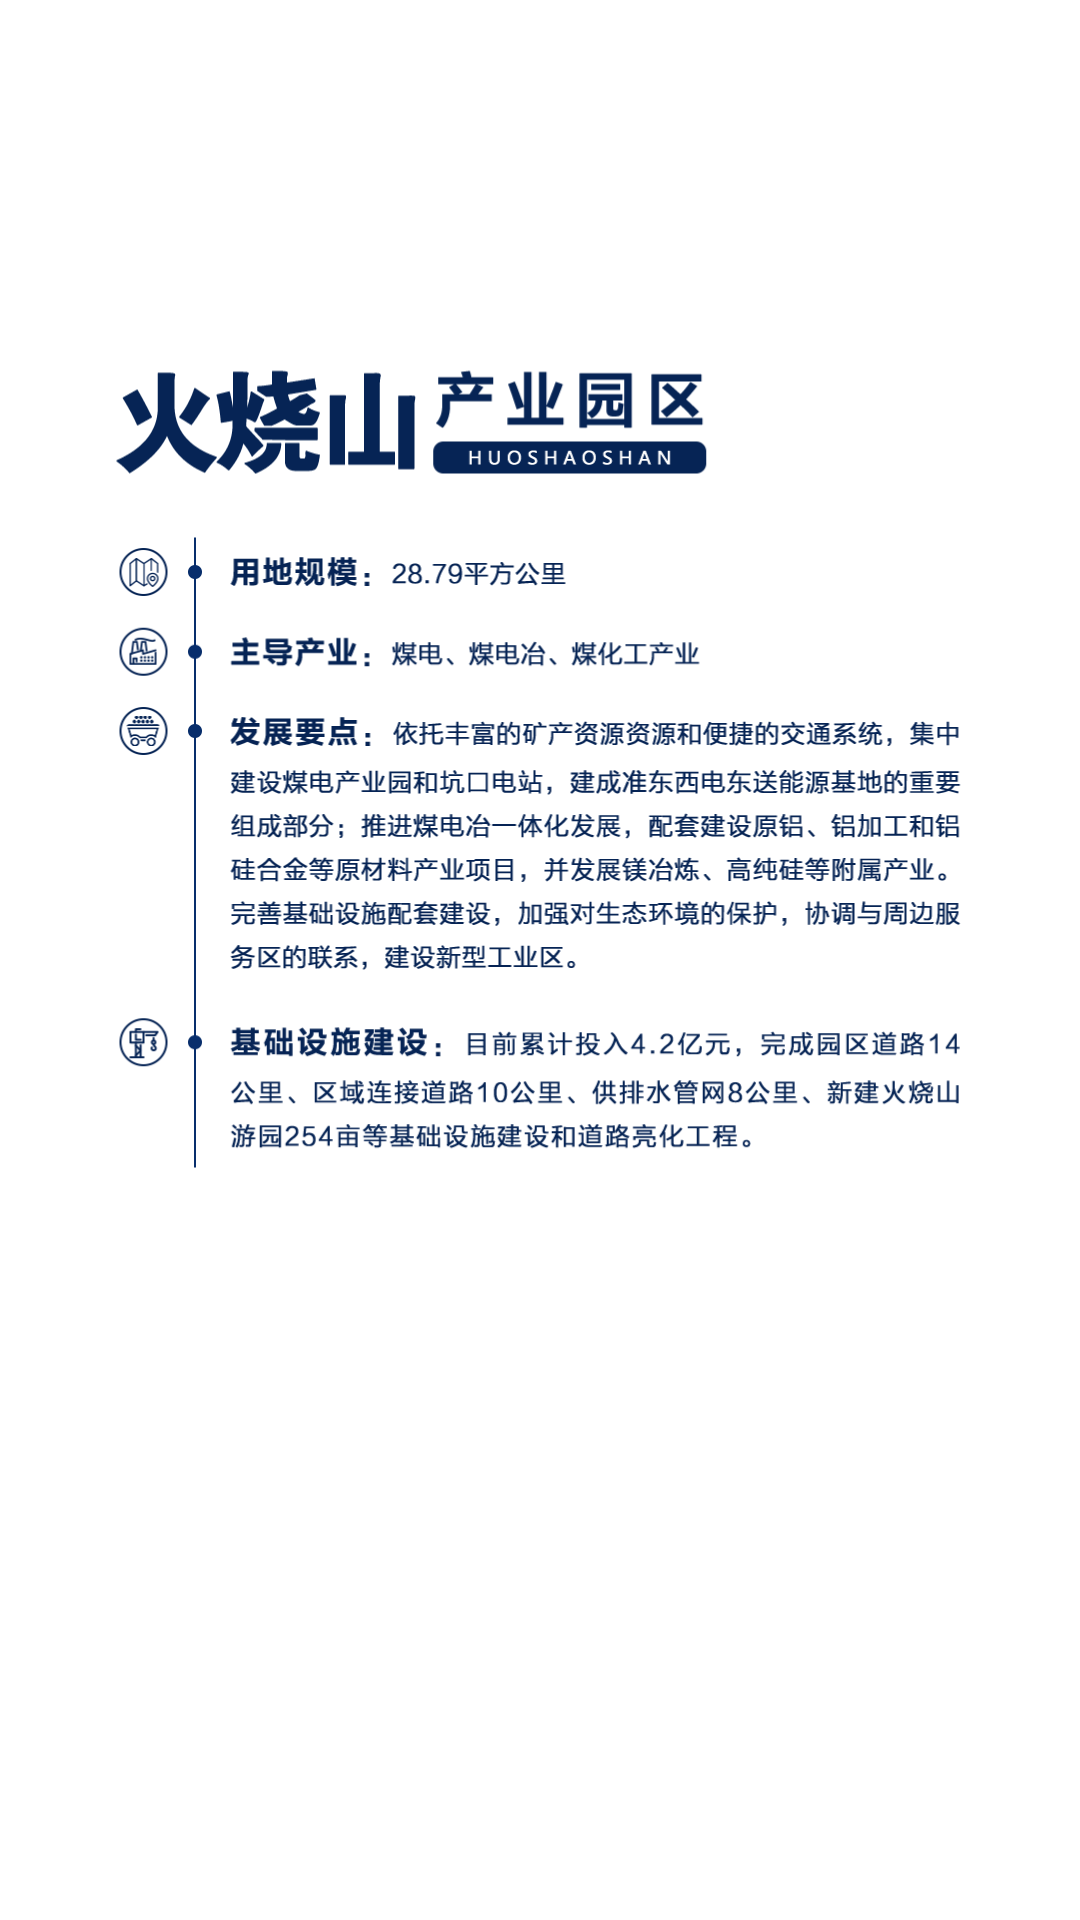 火烧山 产业园区
HUOSHAOSHAN
用地规模：28.79平方公里
主导产业：煤电、煤电冶、煤化工产业
发展要点：依托丰富的矿产资源资源和便捷的交通系统，集中
建设煤电产业园和坑口电站，建成准东西电东送能源基地的重要
组成部分；推进煤电冶一体化发展，配套建设原铝、铝加工和铝
硅合金等原材料产业项目，并发展镁冶炼、高纯硅等附属产业。
完善基础设施配套建设，加强对生态环境的保护，协调与周边服
务区的联系，建设新型工业区。
基础设施建设：目前累计投入4.2亿元，完成园区道路14
公里、区域连接道路10公里、供排水管网8公里、新建火烧山
游园254亩等基础设施建设和道路亮化工程。